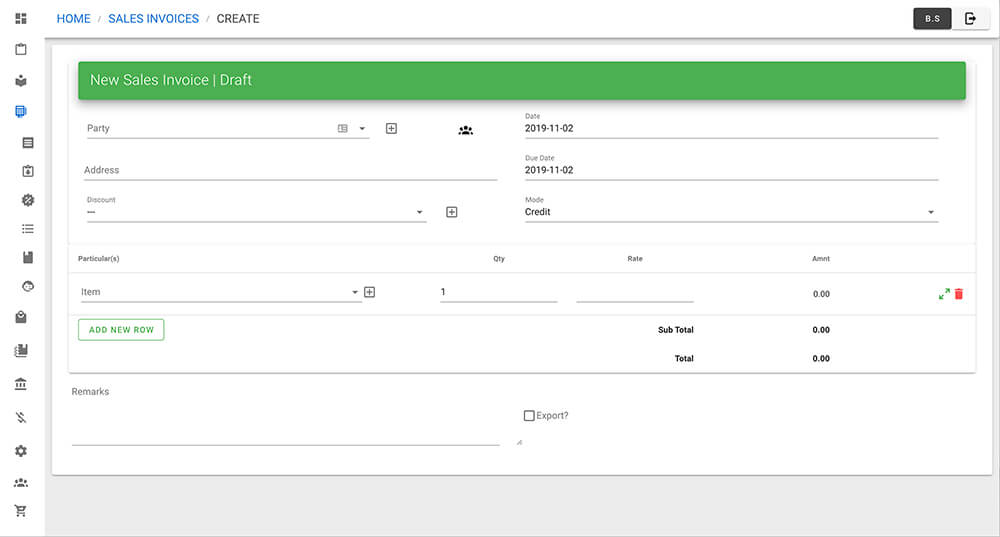 HOME / SALES INVOICES / CREATE
B.S
New Sales Invoice | Draft
Party
Date
2019-11-02
Address
Due Date
2019-11-02
Discount
---
Mode
Credit
Particular(s) Qty Rate Amnt
Item 1 0.00
ADD NEW ROW Sub Total 0.00
Total 0.00
Remarks
Export?